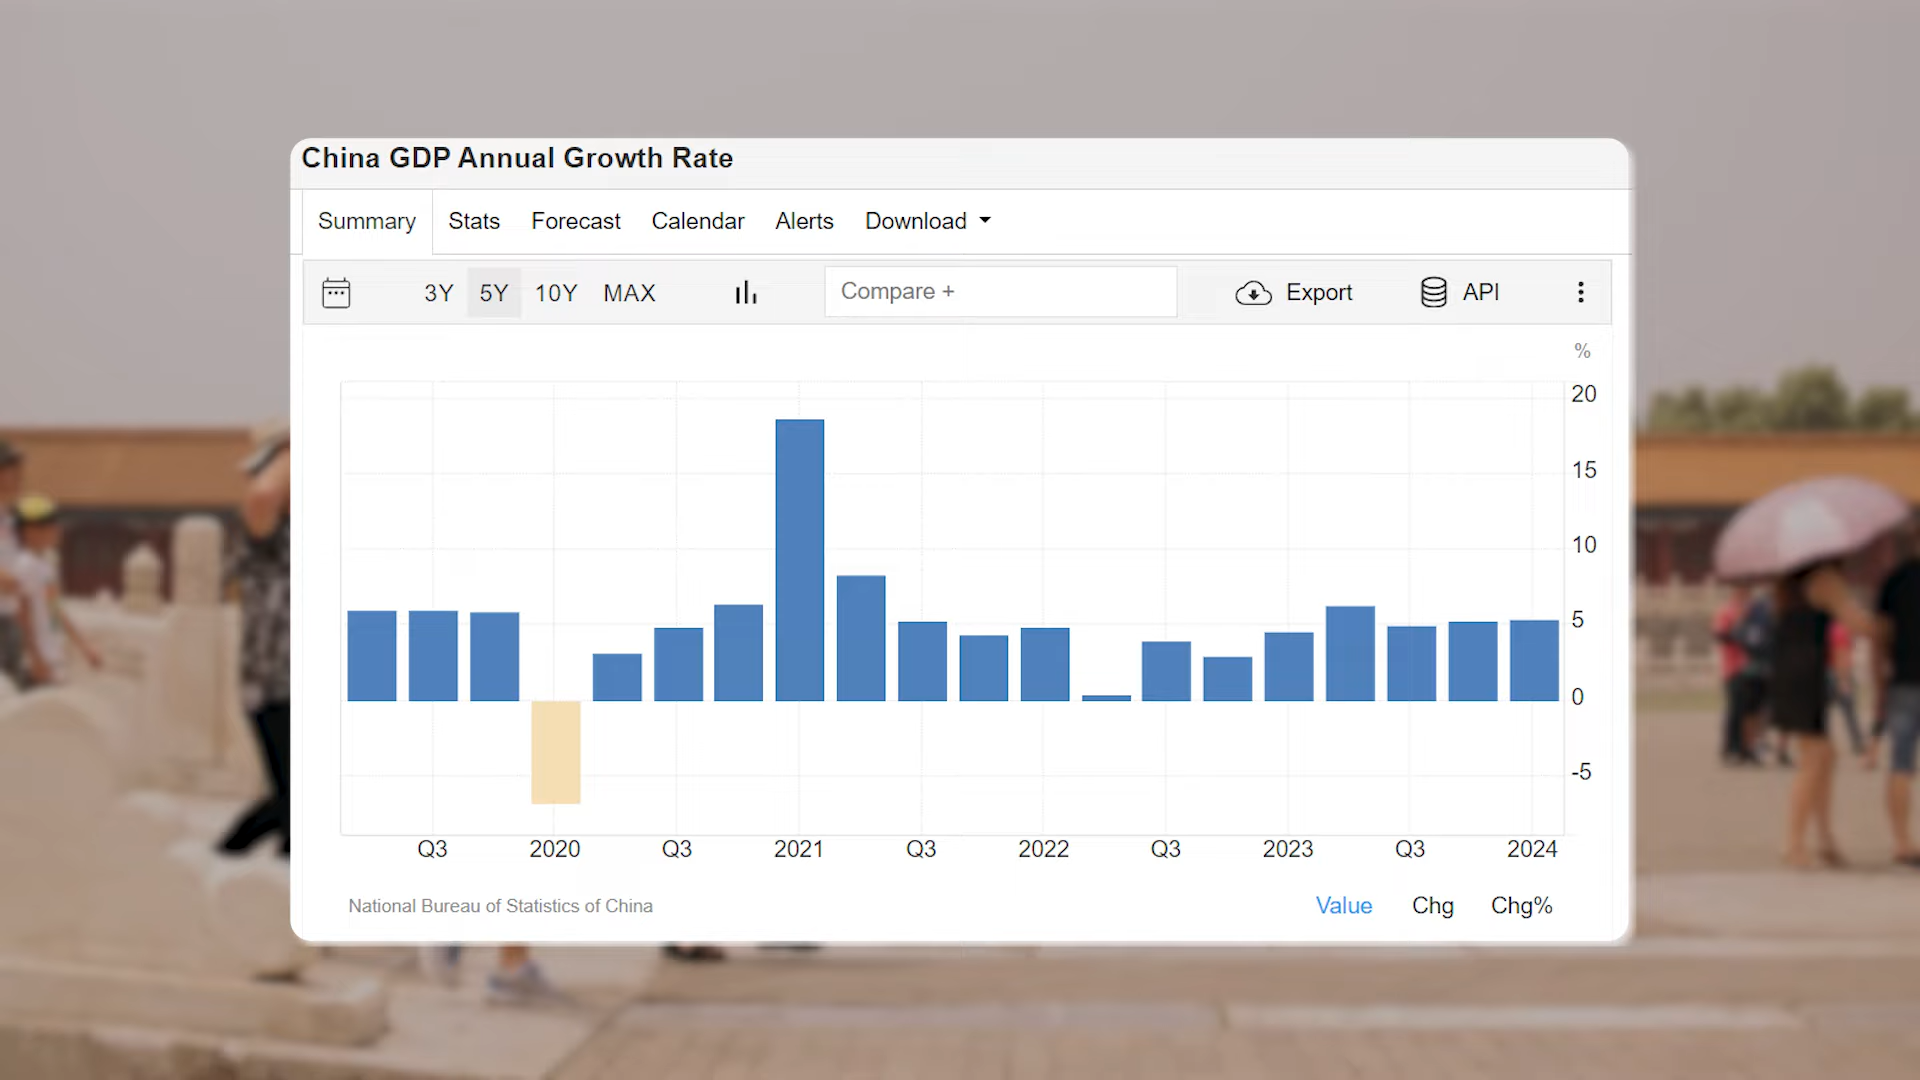 China GDP Annual Growth Rate
Summary Stats Forecast Calendar Alerts Download
3Y 5Y 10Y MAX Compare + Export API
%
20
15
10
5
0
-5
Q3 2020 Q3 2021 Q3 2022 Q3 2023 Q3 2024
National Bureau of Statistics of China Value Chg Chg%